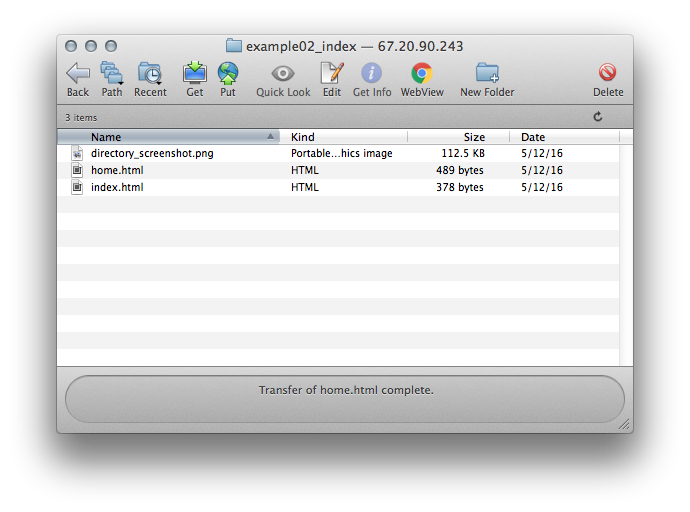 example02_index — 67.20.90.243
Back Path Recent Get Put Quick Look Edit Get Info WebView New Folder Delete
3 items
Name Kind Size Date
directory_screenshot.png Portable...hics image 112.5 KB 5/12/16
home.html HTML 489 bytes 5/12/16
index.html HTML 378 bytes 5/12/16
Transfer of home.html complete.